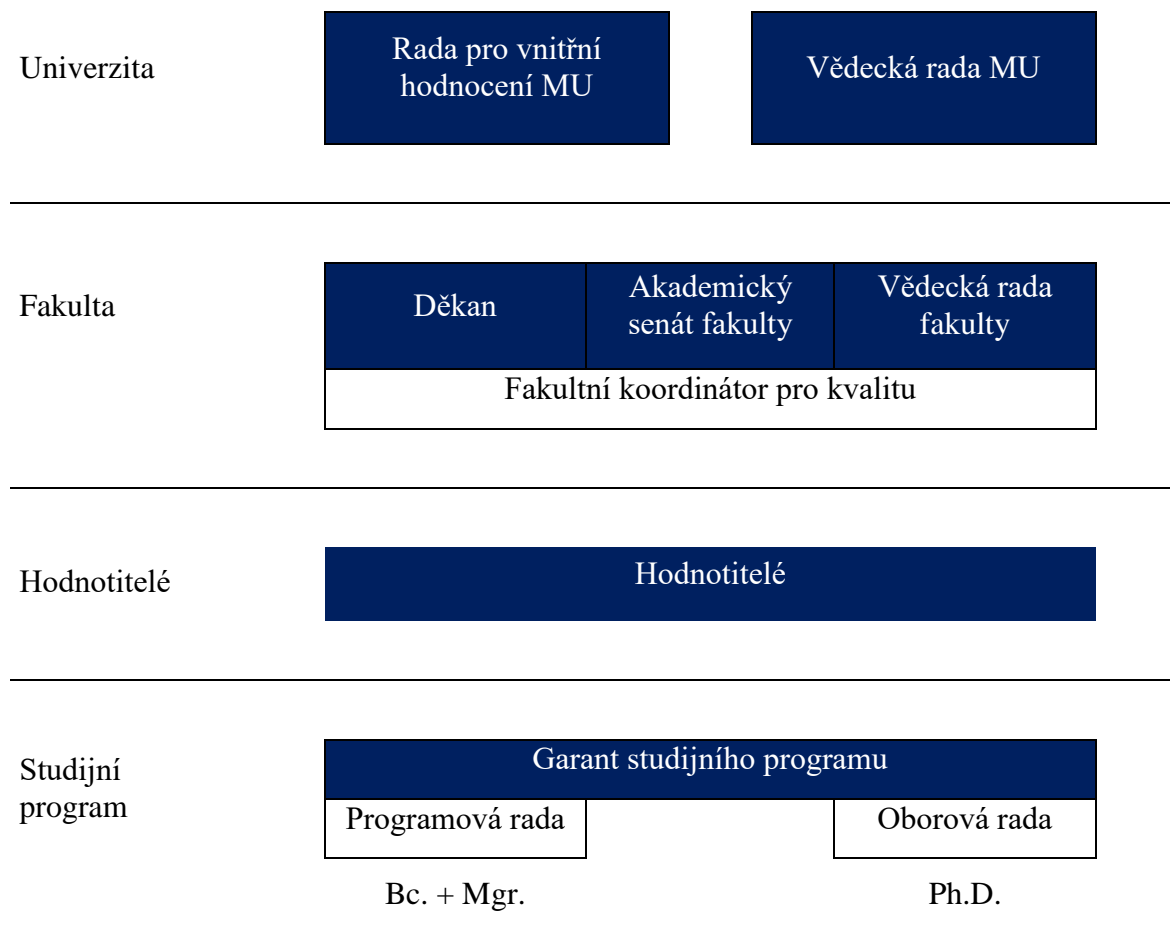 Univerzita
Rada pro vnitřní
hodnocení MU
Vědecká rada MU
Fakulta
Děkan
Akademický
senát fakulty
Vědecká rada
fakulty
Fakultní koordinátor pro kvalitu
Hodnotitelé
Hodnotitelé
Studijní
program
Garant studijního programu
Programová rada
Oborová rada
Bc. + Mgr.
Ph.D.